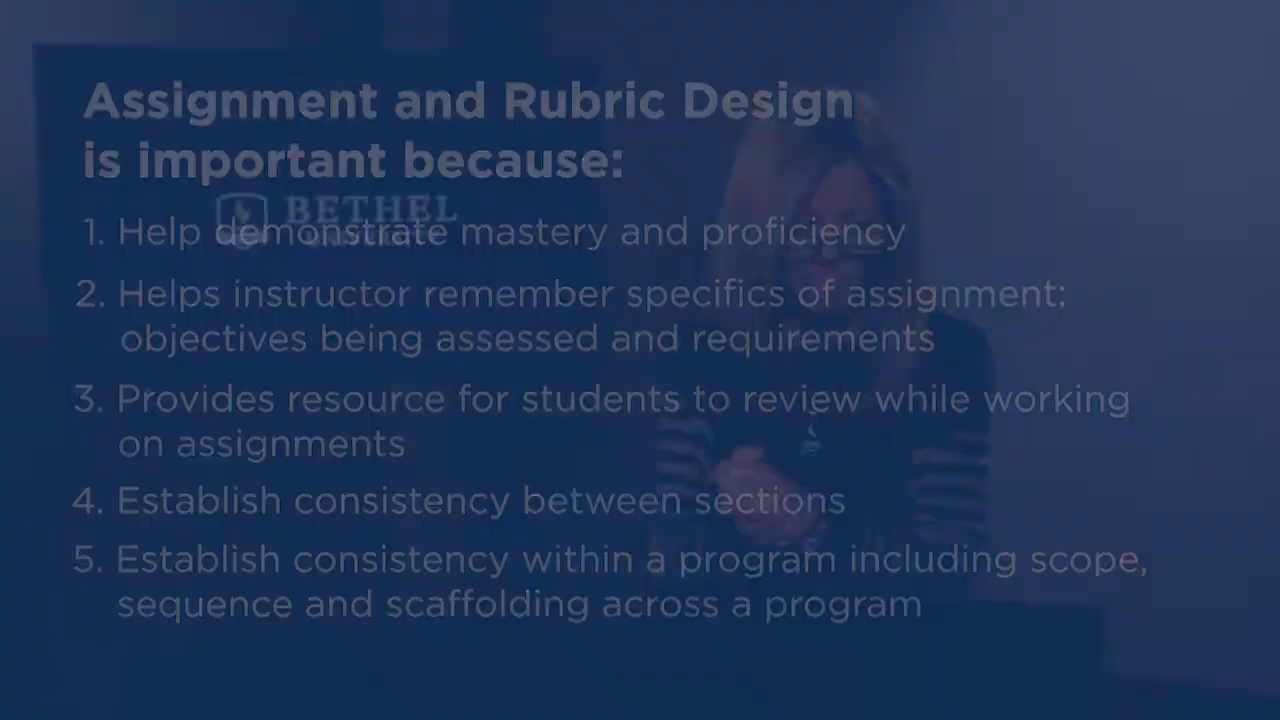 Assignment and Rubric Design
is important because:
BETHEL
UNIVERSITY
1. Help demonstrate mastery and proficiency
2. Helps instructor remember specifics of assignment:
objectives being assessed and requirements
3. Provides resource for students to review while working
on assignments
4. Establish consistency between sections
5. Establish consistency within a program including scope,
sequence and scaffolding across a program